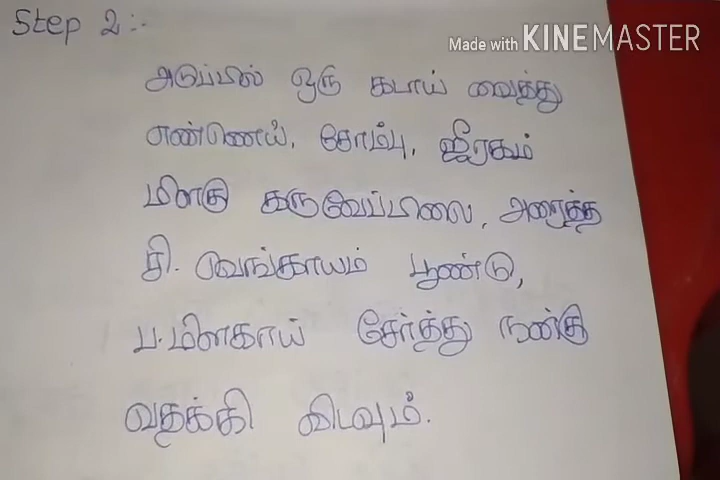 Step 2:-
Made with KINEMASTER
அடுப்பில் ஒரு கடாய் வைத்து
எண்ணெய், சோம்பு, ஜீரகம்
மிளகு கருவேப்பிலை, அரைத்த
சி. வெங்காயம் பூண்டு,
ப.மிளகாய் சேர்த்து நன்கு
வதக்கி விடவும்.